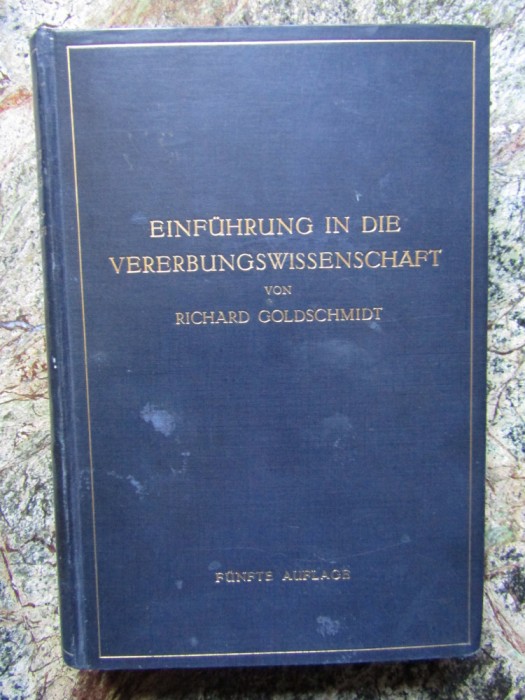 EINFÜHRUNG IN DIE
VERERBUNGSWISSENSCHAFT
VON
RICHARD GOLDSCHMIDT
FÜNFTE AUFLAGE